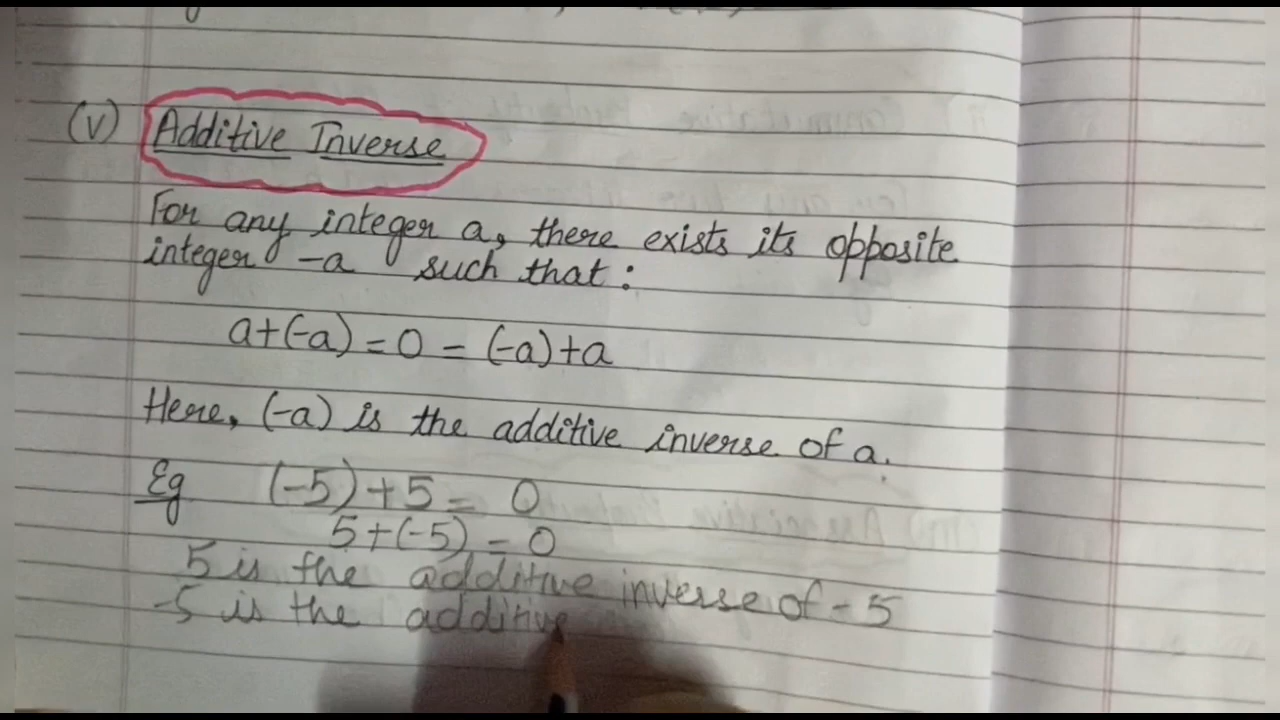 (v) Additive Inverse
For any integer a, there exists its opposite
integer -a such that:
a+(-a) = 0 = (-a)+a
Here, (-a) is the additive inverse of a.
Eg (-5)+5 = 0
5+(-5) = 0
5 is the additive inverse of -5
-5 is the additive